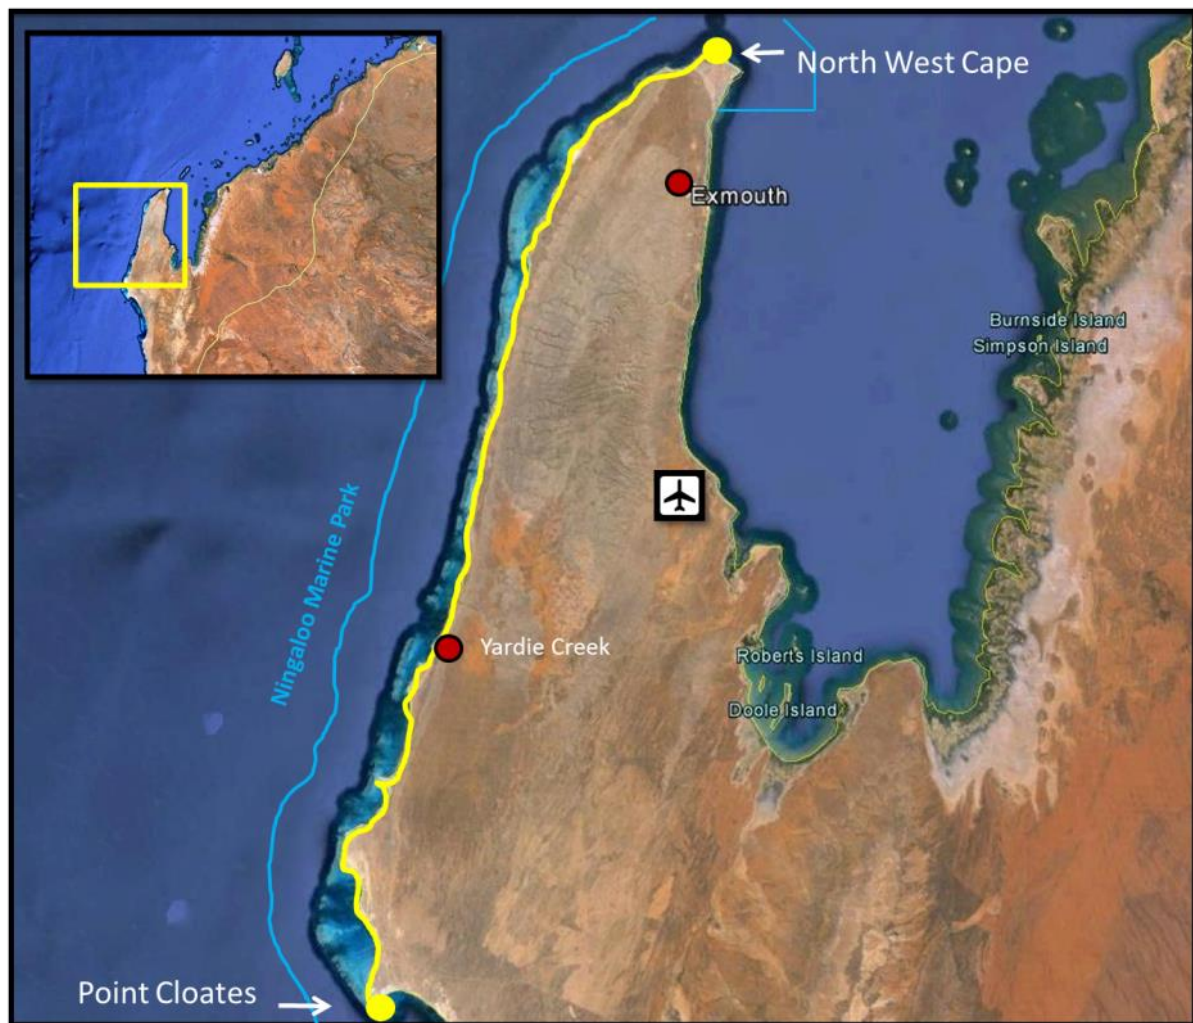 North West Cape
Exmouth
Burnside Island
Simpson Island
Ningaloo Marine Park
Yardie Creek
Roberts Island
Doole Island
Point Cloates